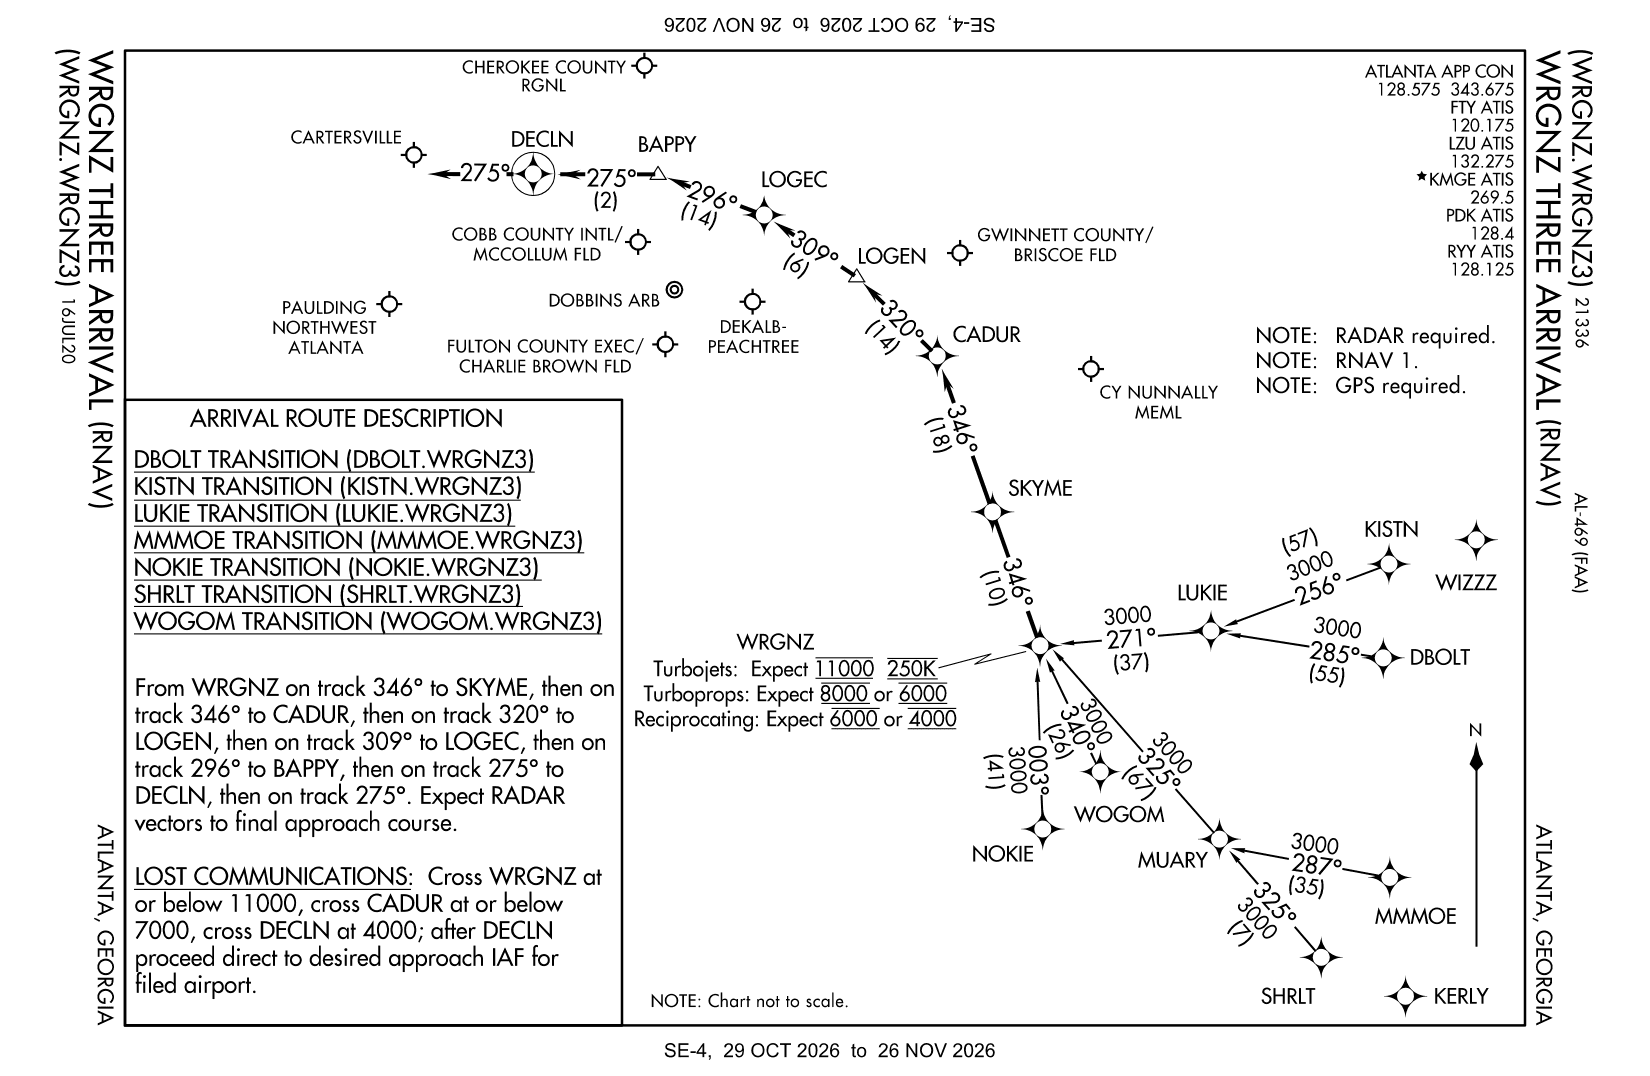 SE-4, 29 OCT 2026 to 26 NOV 2026
(WRGNZ.WRGNZ3) 16JUL20
WRGNZ THREE ARRIVAL (RNAV)
ATLANTA, GEORGIA
(WRGNZ.WRGNZ3) 21336
WRGNZ THREE ARRIVAL (RNAV)
AL-469 (FAA)
ATLANTA, GEORGIA
ATLANTA APP CON
128.575 343.675
FTY ATIS
120.175
LZU ATIS
132.275
★KMGE ATIS
269.5
PDK ATIS
128.4
RYY ATIS
128.125
NOTE: RADAR required.
NOTE: RNAV 1.
NOTE: GPS required.
CHEROKEE COUNTY
RGNL
CARTERSVILLE
DECLN
BAPPY
LOGEC
275°
275°
(2)
296°
(14)
COBB COUNTY INTL/
MCCOLLUM FLD
309°
(6)
LOGEN
GWINNETT COUNTY/
BRISCOE FLD
DOBBINS ARB
PAULDING
NORTHWEST
ATLANTA
DEKALB-
PEACHTREE
FULTON COUNTY EXEC/
CHARLIE BROWN FLD
320°
(14)
CADUR
CY NUNNALLY
MEML
346°
(18)
SKYME
346°
(10)
KISTN
WIZZZ
(57)
3000
256°
LUKIE
3000
271°
(37)
3000
285°
(55)
DBOLT
WRGNZ
Turbojets: Expect 11000 250K
Turboprops: Expect 8000 or 6000
Reciprocating: Expect 6000 or 4000
003°
3000
(41)
NOKIE
3000
340°
(26)
WOGOM
3000
325°
(67)
MUARY
3000
287°
(35)
MMMOE
325°
3000
(7)
SHRLT
KERLY
N
ARRIVAL ROUTE DESCRIPTION
DBOLT TRANSITION (DBOLT.WRGNZ3)
KISTN TRANSITION (KISTN.WRGNZ3)
LUKIE TRANSITION (LUKIE.WRGNZ3)
MMMOE TRANSITION (MMMOE.WRGNZ3)
NOKIE TRANSITION (NOKIE.WRGNZ3)
SHRLT TRANSITION (SHRLT.WRGNZ3)
WOGOM TRANSITION (WOGOM.WRGNZ3)
From WRGNZ on track 346° to SKYME, then on
track 346° to CADUR, then on track 320° to
LOGEN, then on track 309° to LOGEC, then on
track 296° to BAPPY, then on track 275° to
DECLN, then on track 275°. Expect RADAR
vectors to final approach course.
LOST COMMUNICATIONS: Cross WRGNZ at
or below 11000, cross CADUR at or below
7000, cross DECLN at 4000; after DECLN
proceed direct to desired approach IAF for
filed airport.
NOTE: Chart not to scale.
SE-4, 29 OCT 2026 to 26 NOV 2026